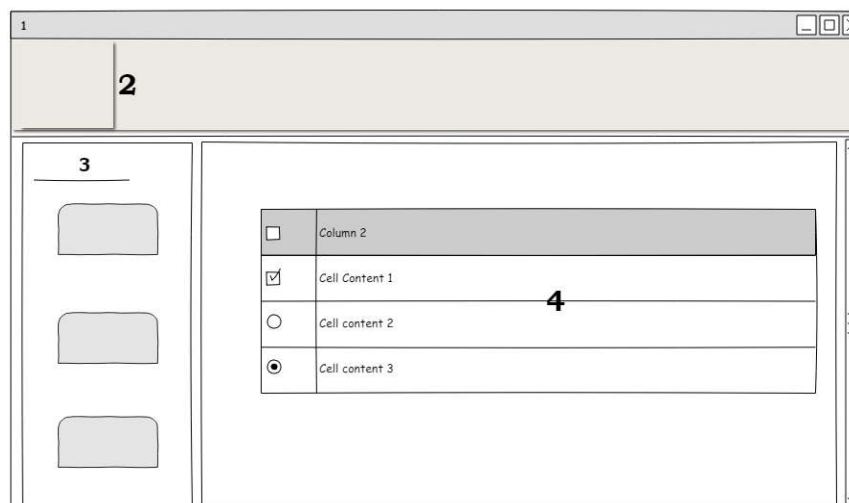 1
2
3
Column 2
Cell Content 1
4
Cell content 2
Cell content 3